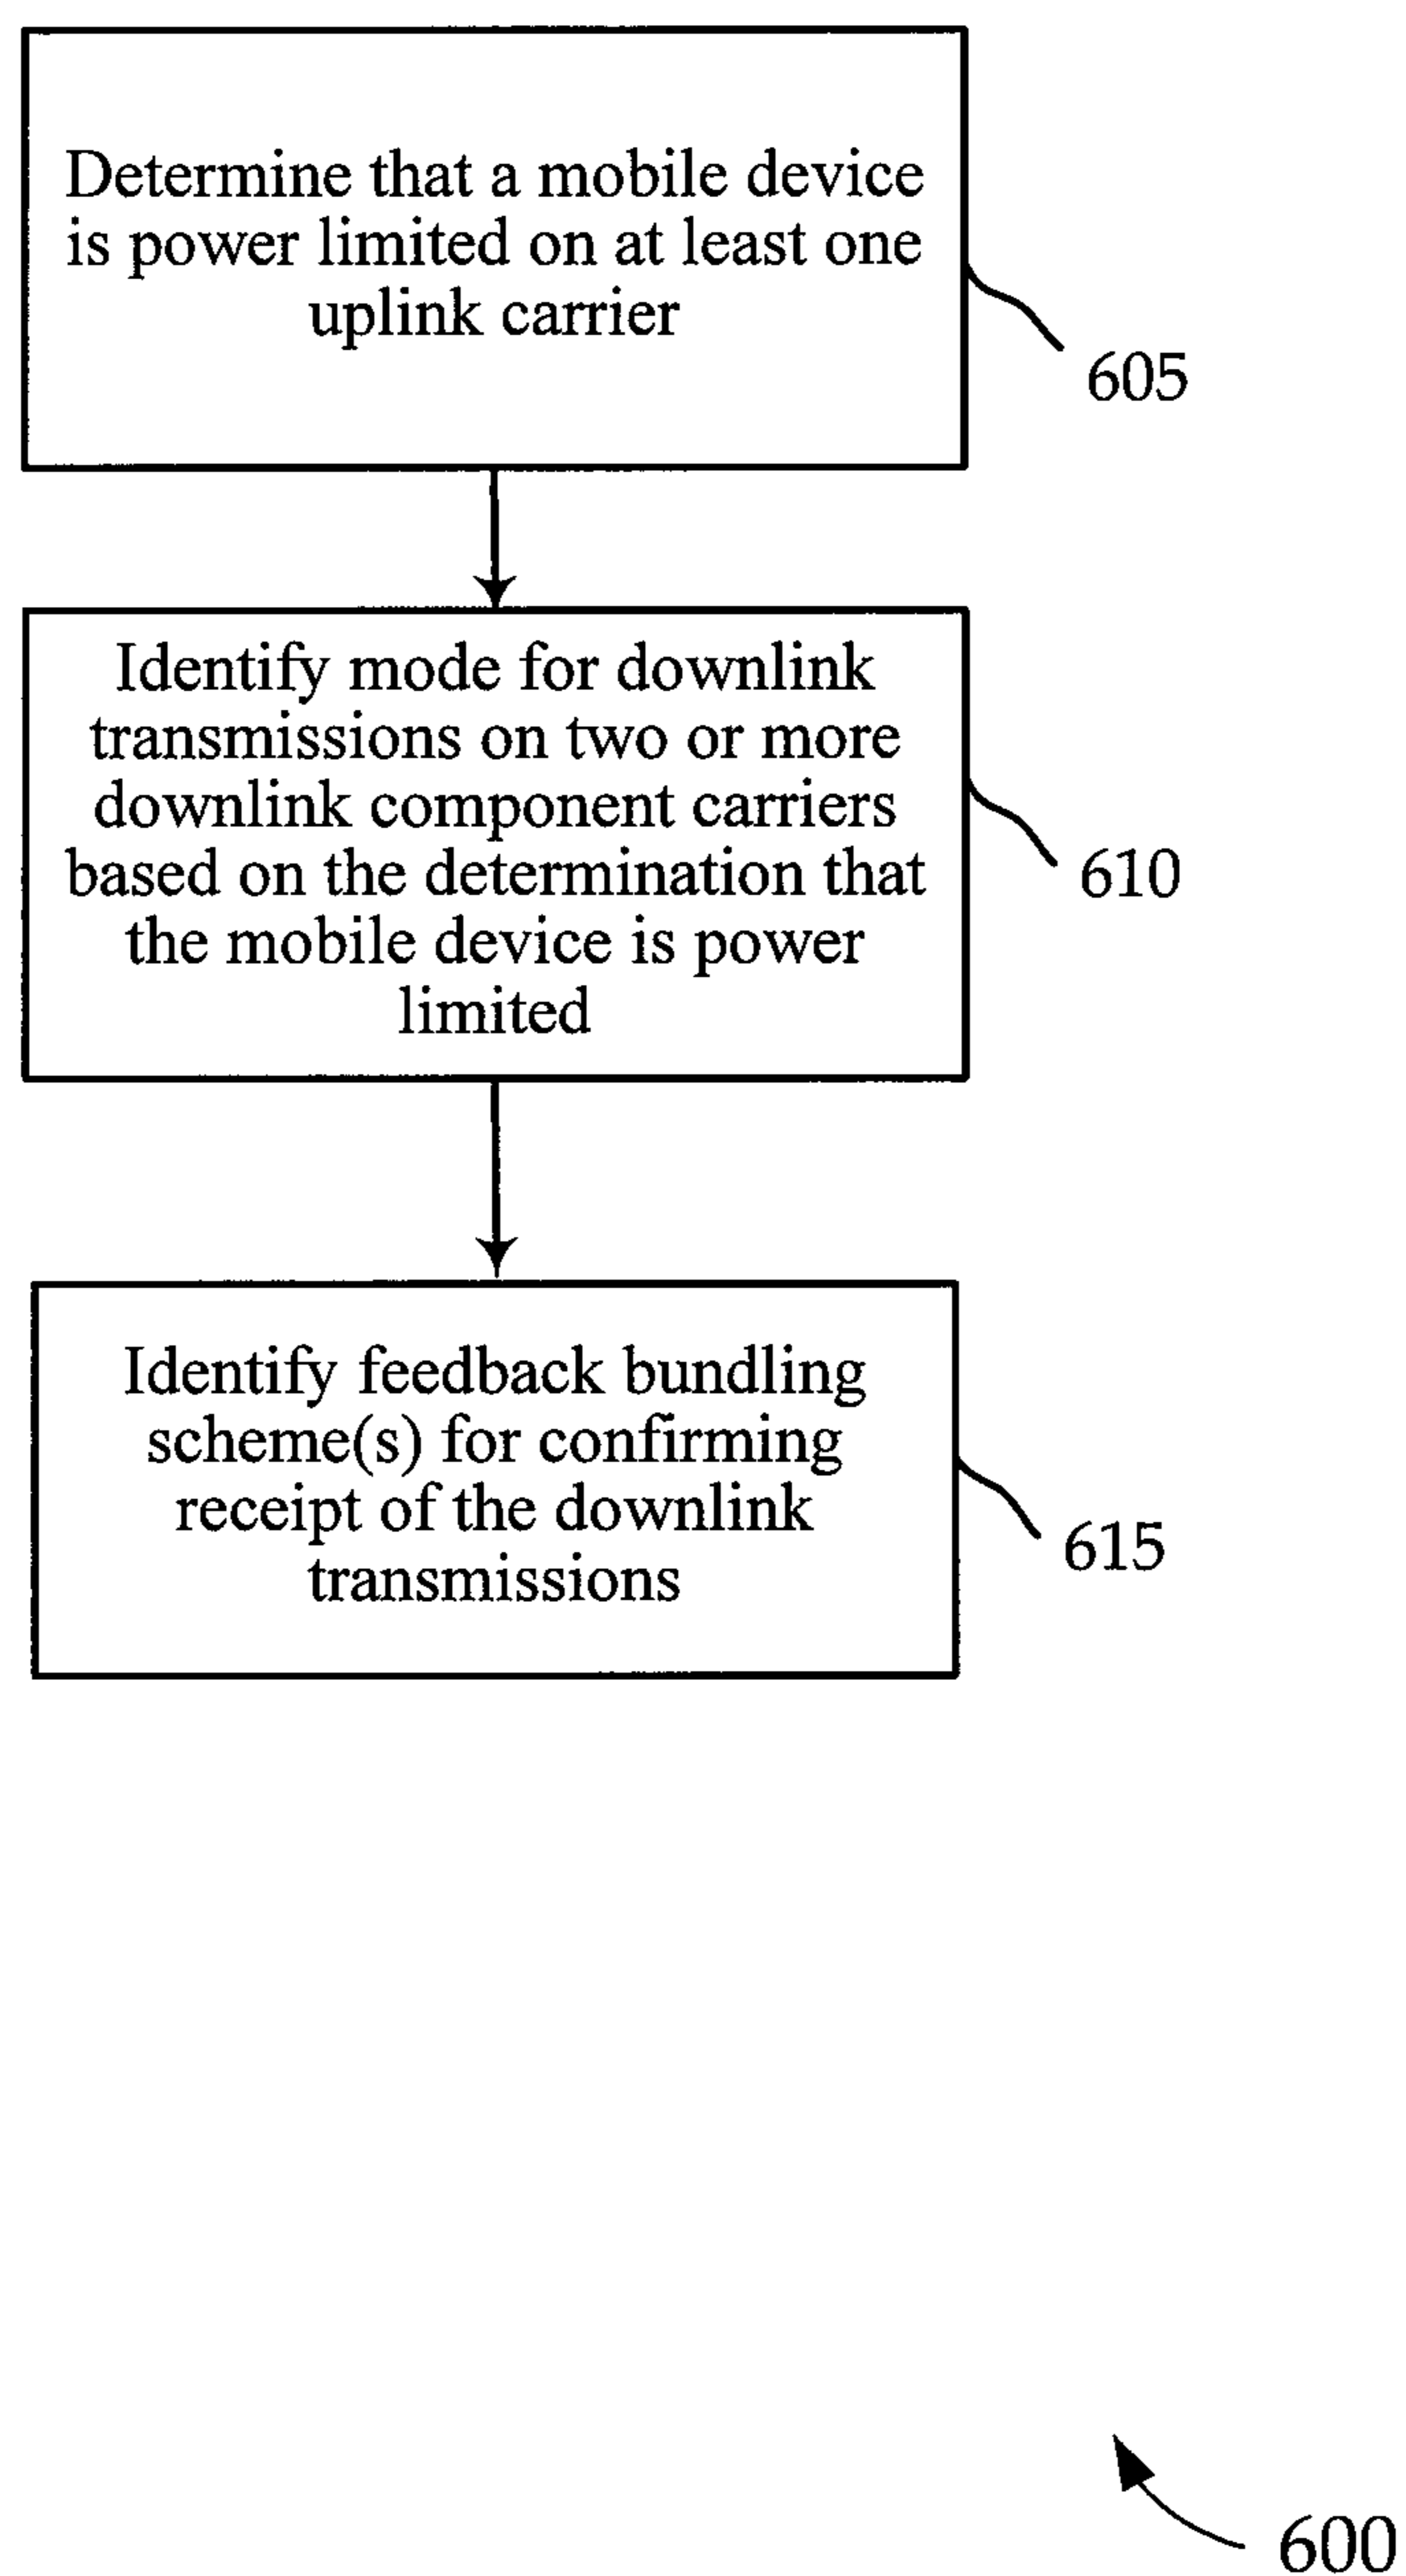 Determine that a mobile device
is power limited on at least one
uplink carrier
605
Identify mode for downlink
transmissions on two or more
downlink component carriers
based on the determination that
the mobile device is power
limited
610
Identify feedback bundling
scheme(s) for confirming
receipt of the downlink
transmissions
615
600